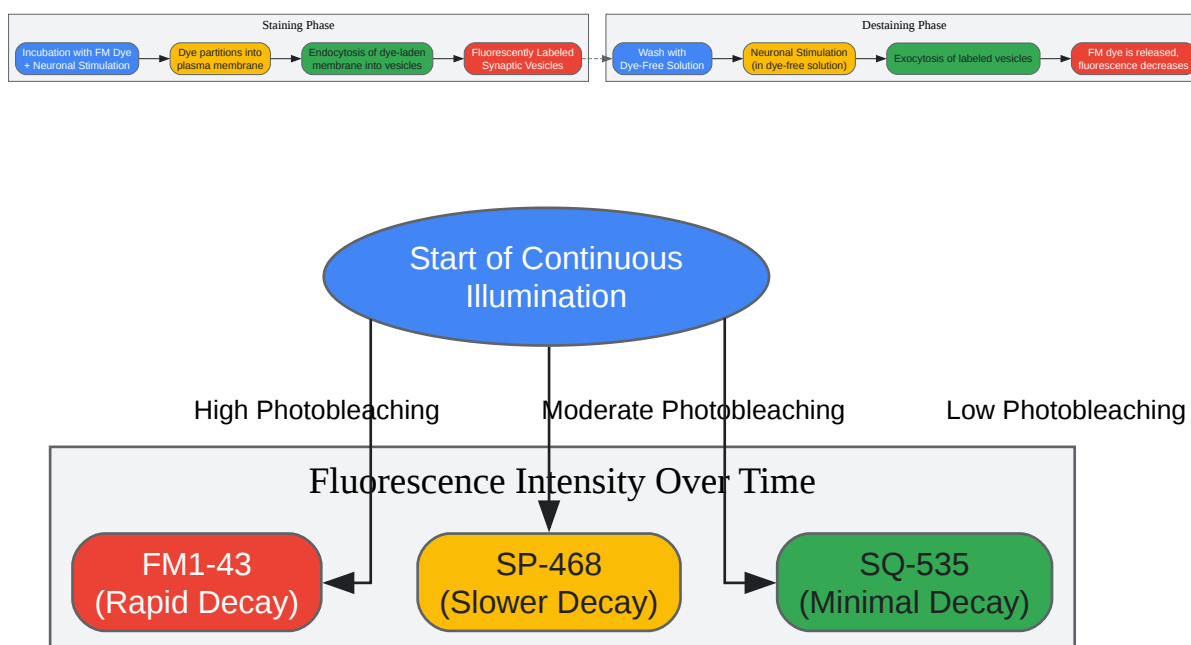 Staining Phase
Incubation with FM Dye
+ Neuronal Stimulation
Dye partitions into
plasma membrane
Endocytosis of dye-laden
membrane into vesicles
Fluorescently Labeled
Synaptic Vesicles
Destaining Phase
Wash with
Dye-Free Solution
Neuronal Stimulation
(in dye-free solution)
Exocytosis of labeled vesicles
FM dye is released,
fluorescence decreases
Start of Continuous
Illumination
High Photobleaching
Moderate Photobleaching
Low Photobleaching
Fluorescence Intensity Over Time
FM1-43
(Rapid Decay)
SP-468
(Slower Decay)
SQ-535
(Minimal Decay)